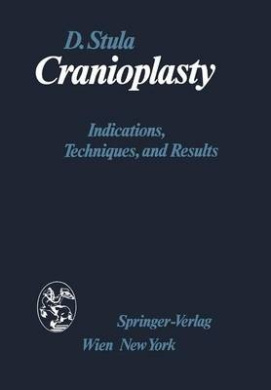 D. Stula
Cranioplasty
Indications,
Techniques, and Results
Springer-Verlag
Wien New York